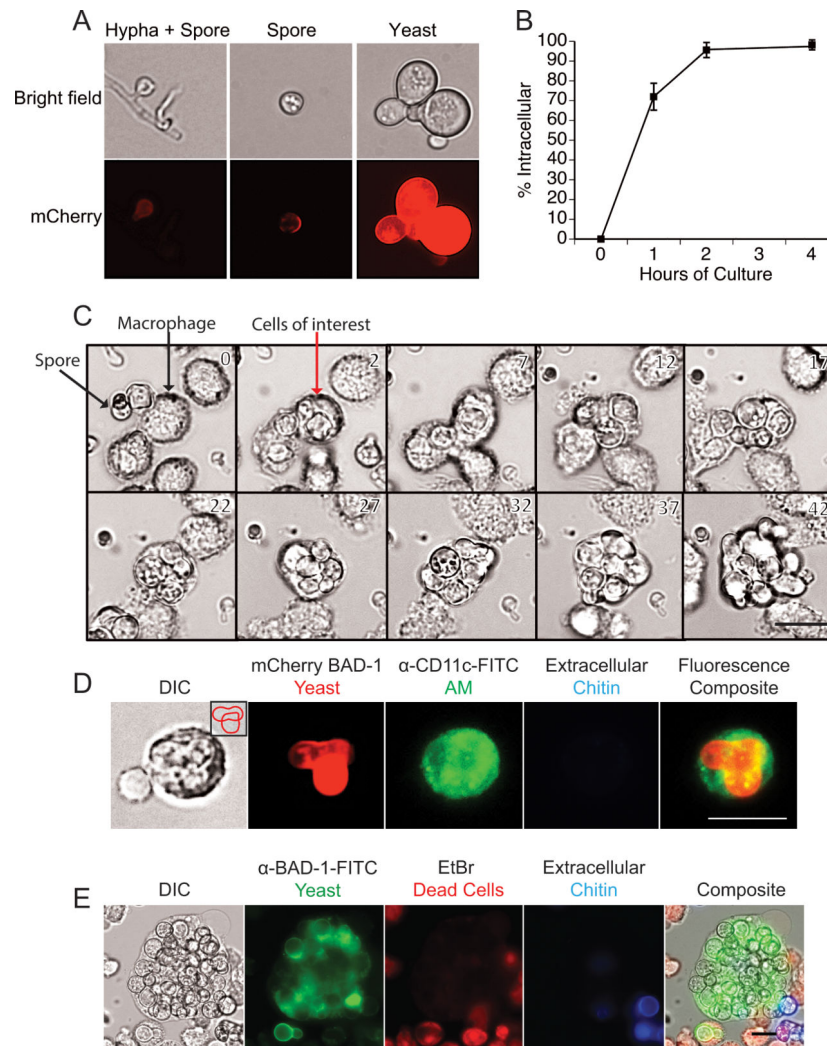 A
Hypha + Spore Spore Yeast
Bright field
mCherry
B
100
90
80
70
60
50
40
30
20
10
0
% Intracellular
0 1 2 3 4
Hours of Culture
C
Macrophage
Cells of interest
Spore
0 2 7 12 17
22 27 32 37 42
D
DIC
mCherry BAD-1
Yeast
α-CD11c-FITC
AM
Extracellular
Chitin
Fluorescence
Composite
E
DIC
α-BAD-1-FITC
Yeast
EtBr
Dead Cells
Extracellular
Chitin
Composite